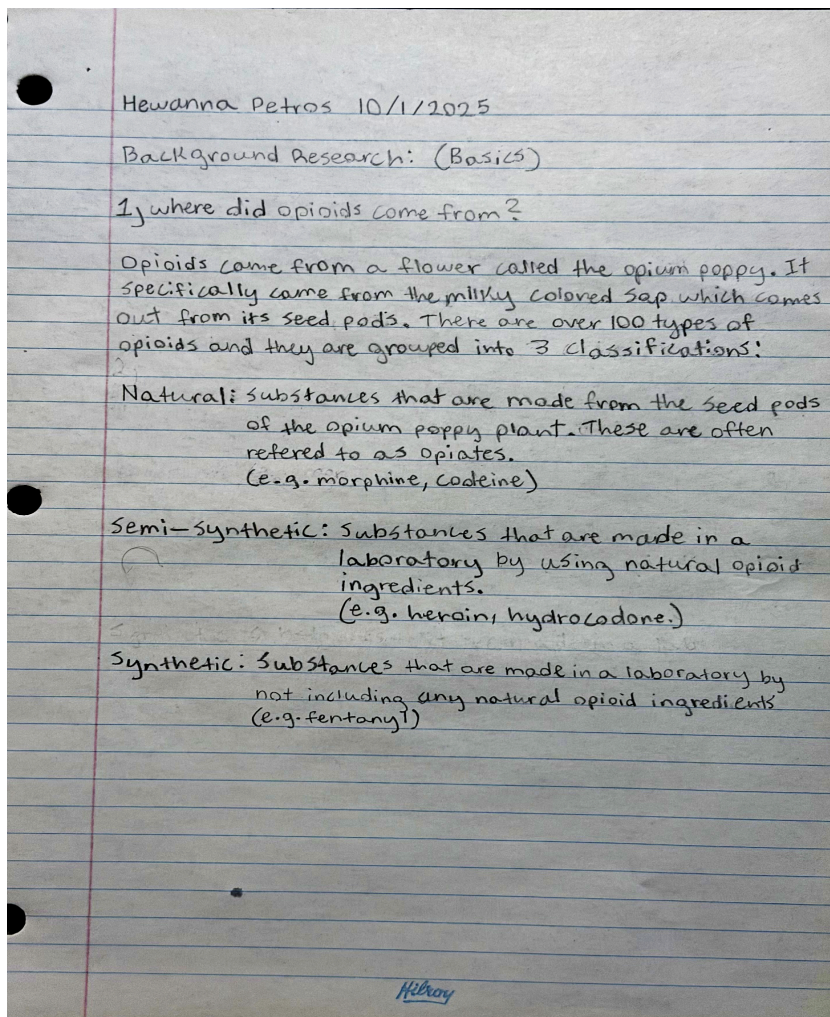 Hewanna Petros 10/1/2025
Background Research: (Basics)
1) where did opioids come from?
Opioids come from a flower called the opium poppy. It
specifically come from the milky colored sap which comes
out from its seed pods. There are over 100 types of
opioids and they are grouped into 3 classifications:
Natural: substances that are made from the seed pods
of the opium poppy plant. These are often
refered to as opiates.
(e.g. morphine, codeine)
Semi-synthetic: Substances that are made in a
laboratory by using natural opioid
ingredients.
(e.g. heroin, hydrocodone.)
Synthetic: Substances that are made in a laboratory by
not including any natural opioid ingredients
(e.g. fentanyl)
Hilroy